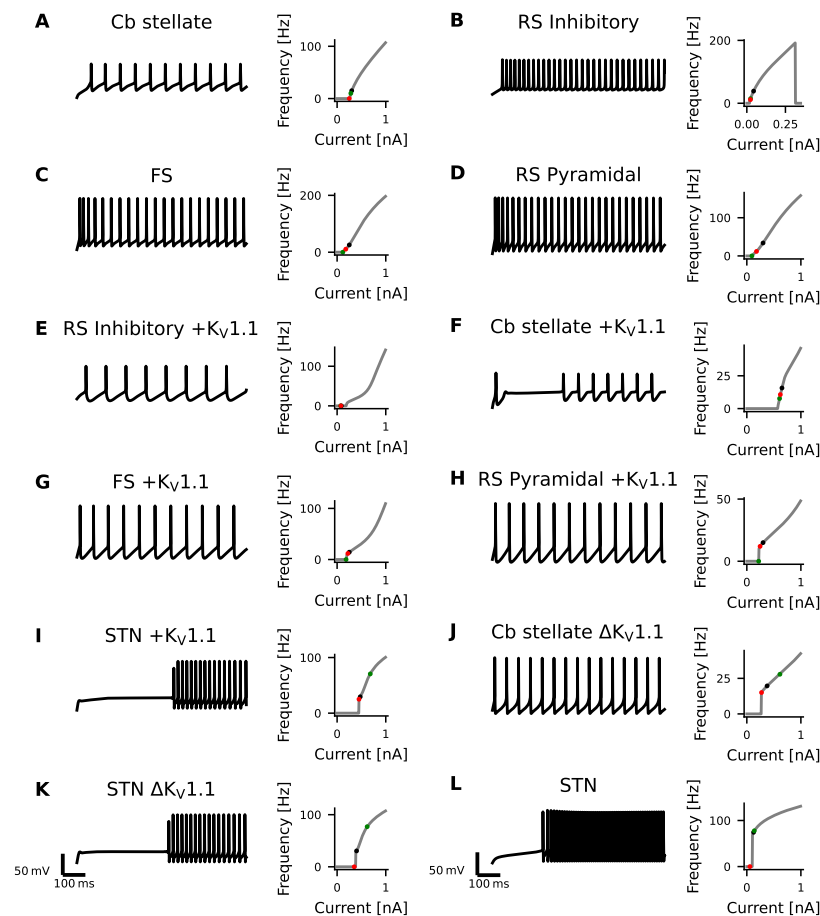 A
Cb stellate
Frequency [Hz]
100
0
0
1
Current [nA]
B
RS Inhibitory
Frequency [Hz]
200
0
0.00
0.25
Current [nA]
C
FS
Frequency [Hz]
200
0
0
1
Current [nA]
D
RS Pyramidal
Frequency [Hz]
100
0
0
1
Current [nA]
E
RS Inhibitory +KV1.1
Frequency [Hz]
100
0
0
1
Current [nA]
F
Cb stellate +KV1.1
Frequency [Hz]
25
0
0
1
Current [nA]
G
FS +KV1.1
Frequency [Hz]
100
0
0
1
Current [nA]
H
RS Pyramidal +KV1.1
Frequency [Hz]
50
0
0
1
Current [nA]
I
STN +KV1.1
Frequency [Hz]
100
0
0
1
Current [nA]
J
Cb stellate ΔKV1.1
Frequency [Hz]
25
0
0
1
Current [nA]
K
STN ΔKV1.1
50 mV
100 ms
Frequency [Hz]
100
0
0
1
Current [nA]
L
STN
50 mV
100 ms
Frequency [Hz]
100
0
0
1
Current [nA]